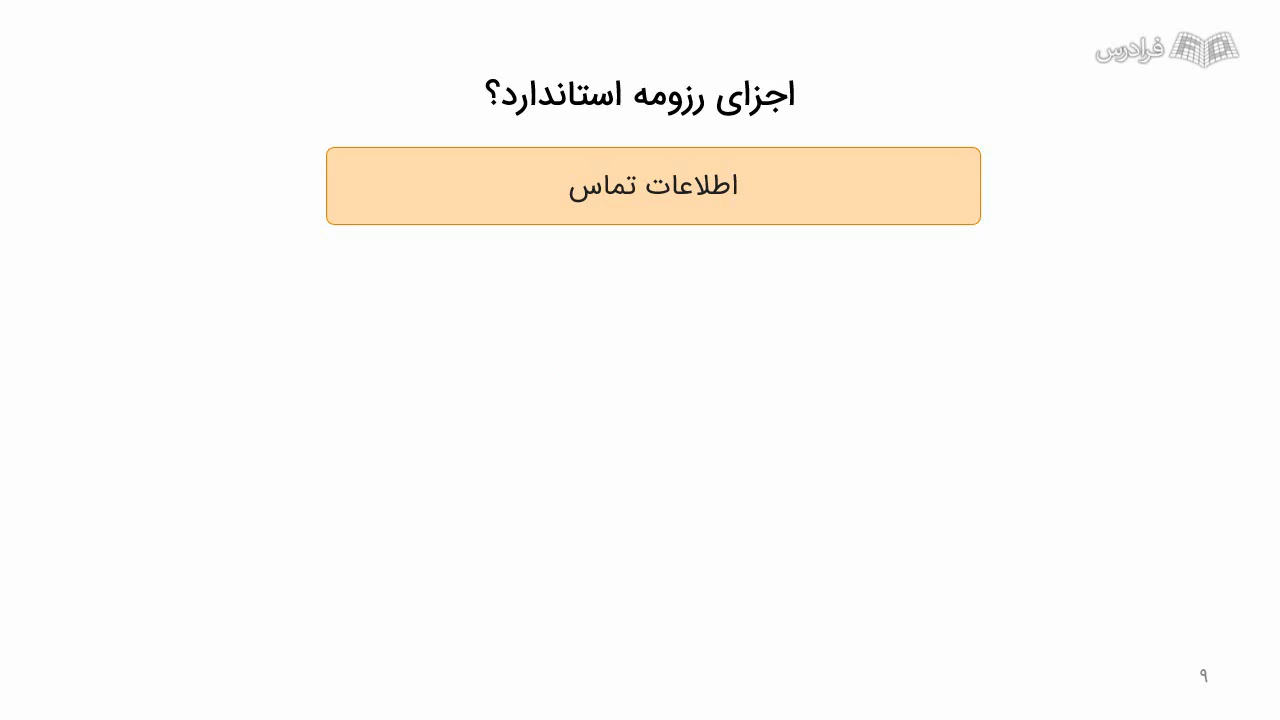 فرادرس
اجزای رزومه استاندارد؟
اطلاعات تماس
۹